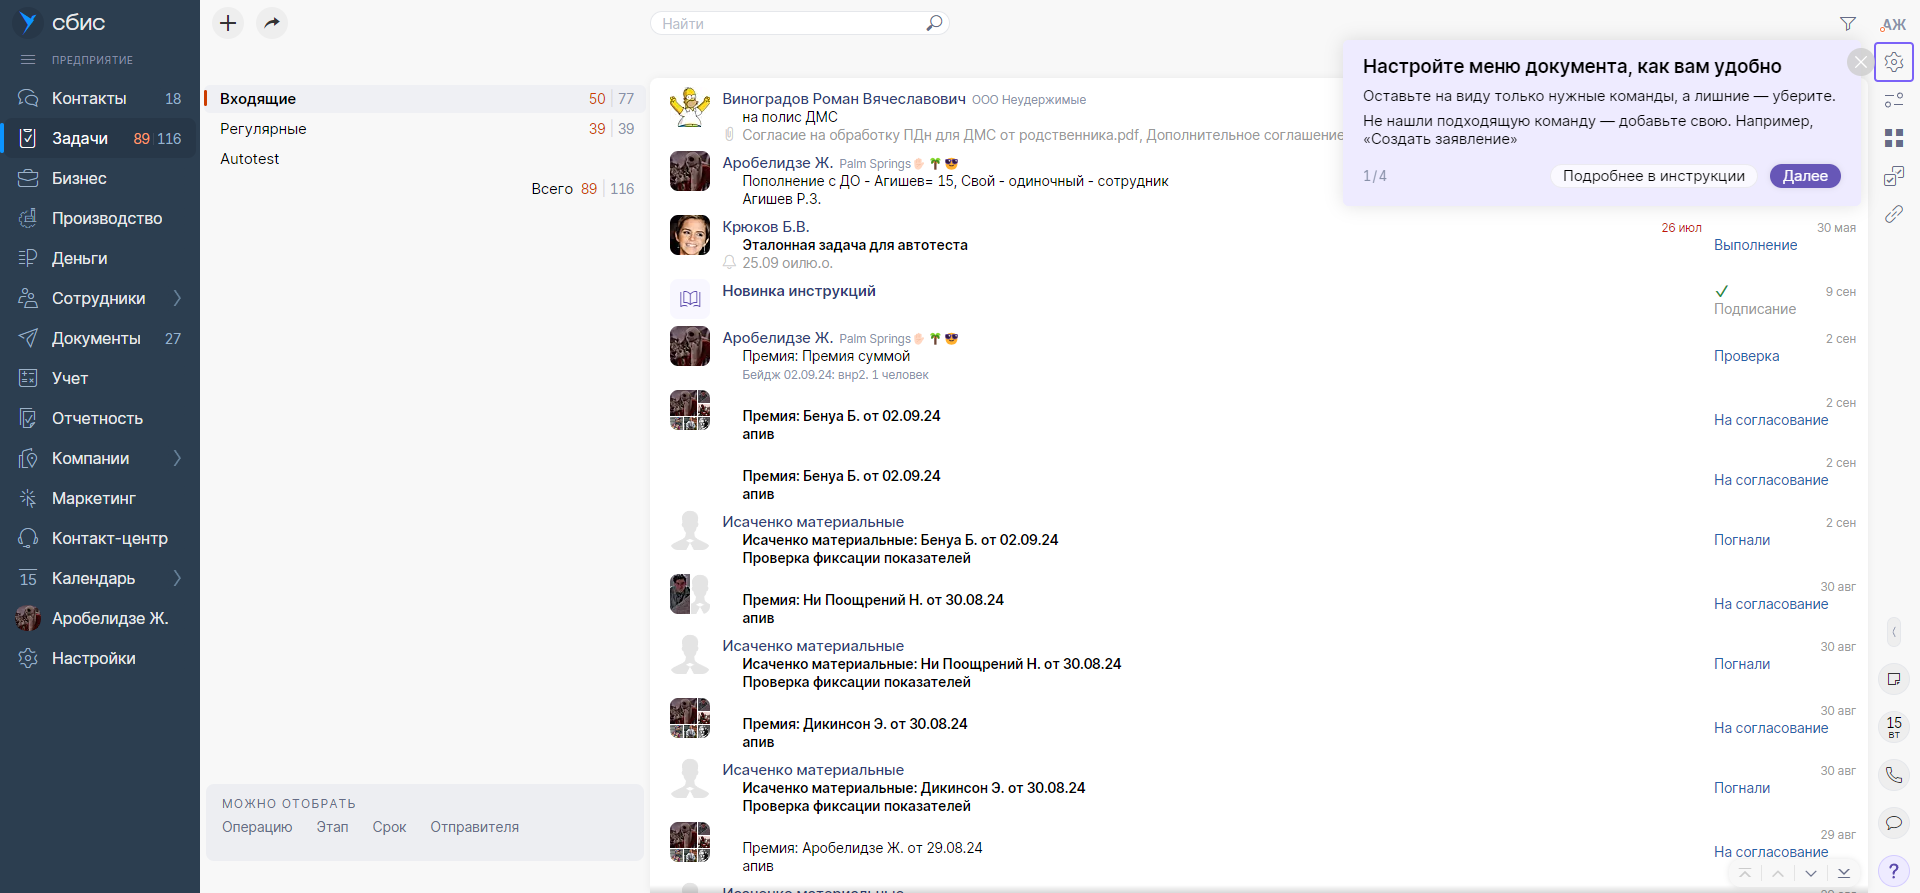 сбис
ПРЕДПРИЯТИЕ
Контакты 18
Задачи 89 116
Бизнес
Производство
Деньги
Сотрудники
Документы 27
Учет
Отчетность
Компании
Маркетинг
Контакт-центр
15 Календарь
Аробелидзе Ж.
Настройки
Входящие 50 77
Регулярные 39 39
Autotest
Всего 89 116
МОЖНО ОТОБРАТЬ
Операцию Этап Срок Отправителя
Найти
Виноградов Роман Вячеславович ООО Неудержимые
на полис ДМС
Согласие на обработку ПДн для ДМС от родственника.pdf, Дополнительное соглашение
Аробелидзе Ж. Palm Springs
Пополнение с ДО - Агишев= 15, Свой - одиночный - сотрудник
Агишев Р.З.
Крюков Б.В. 26 июл 30 мая
Эталонная задача для автотеста Выполнение
25.09 оилю.о.
Новинка инструкций 9 сен
Подписание
Аробелидзе Ж. Palm Springs 2 сен
Премия: Премия суммой Проверка
Бейдж 02.09.24: внр2. 1 человек
2 сен
Премия: Бенуа Б. от 02.09.24 На согласование
апив
2 сен
Премия: Бенуа Б. от 02.09.24 На согласование
апив
Исаченко материальные 2 сен
Исаченко материальные: Бенуа Б. от 02.09.24 Погнали
Проверка фиксации показателей
30 авг
Премия: Ни Поощрений Н. от 30.08.24 На согласование
апив
Исаченко материальные 30 авг
Исаченко материальные: Ни Поощрений Н. от 30.08.24 Погнали
Проверка фиксации показателей
30 авг
Премия: Дикинсон Э. от 30.08.24 На согласование
апив
Исаченко материальные 30 авг
Исаченко материальные: Дикинсон Э. от 30.08.24 Погнали
Проверка фиксации показателей
29 авг
Премия: Аробелидзе Ж. от 29.08.24 На согласование
апив
Исаченко материальные
Настройте меню документа, как вам удобно
Оставьте на виду только нужные команды, а лишние — уберите.
Не нашли подходящую команду — добавьте свою. Например,
«Создать заявление»
1/4 Подробнее в инструкции Далее
АЖ
15
вт
?